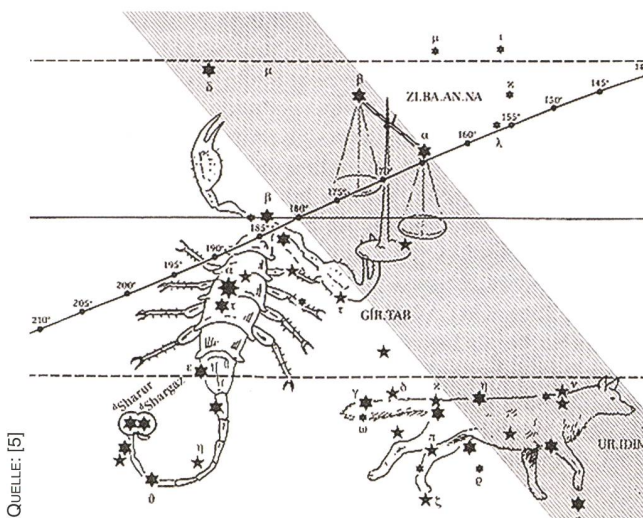 μ ι
δ μ β ϰ
ZI.BA.AN.NA
145°
150°
155°
160°
α λ
170°
175°
β 180°
185°
190°
195°
200°
205°
210°
α δ
τ τ
GÍR.TAB
ε
γ δ ϰ η ν
ᵈSharur
ᵈShargaz
ω
UR.IDIM
η π ϱ
θ ζ
QUELLE: [5]